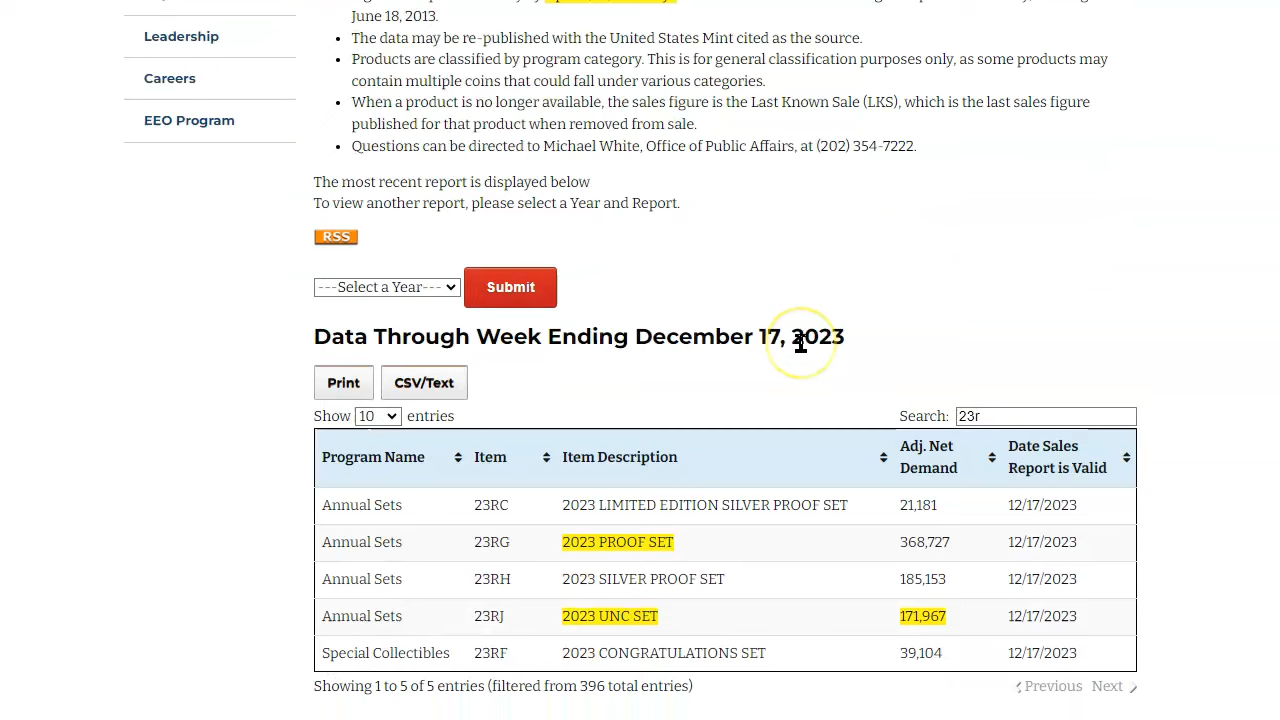 Leadership
Careers
EEO Program
June 18, 2013.
• The data may be re-published with the United States Mint cited as the source.
• Products are classified by program category. This is for general classification purposes only, as some products may
contain multiple coins that could fall under various categories.
• When a product is no longer available, the sales figure is the Last Known Sale (LKS), which is the last sales figure
published for that product when removed from sale.
• Questions can be directed to Michael White, Office of Public Affairs, at (202) 354-7222.
The most recent report is displayed below
To view another report, please select a Year and Report.
RSS
---Select a Year--- Submit
Data Through Week Ending December 17, 2023
Print CSV/Text
Show 10 entries Search: 23r
Program Name Item Item Description Adj. Net Demand Date Sales Report is Valid
Annual Sets 23RC 2023 LIMITED EDITION SILVER PROOF SET 21,181 12/17/2023
Annual Sets 23RG 2023 PROOF SET 368,727 12/17/2023
Annual Sets 23RH 2023 SILVER PROOF SET 185,153 12/17/2023
Annual Sets 23RJ 2023 UNC SET 171,967 12/17/2023
Special Collectibles 23RF 2023 CONGRATULATIONS SET 39,104 12/17/2023
Showing 1 to 5 of 5 entries (filtered from 396 total entries) Previous Next